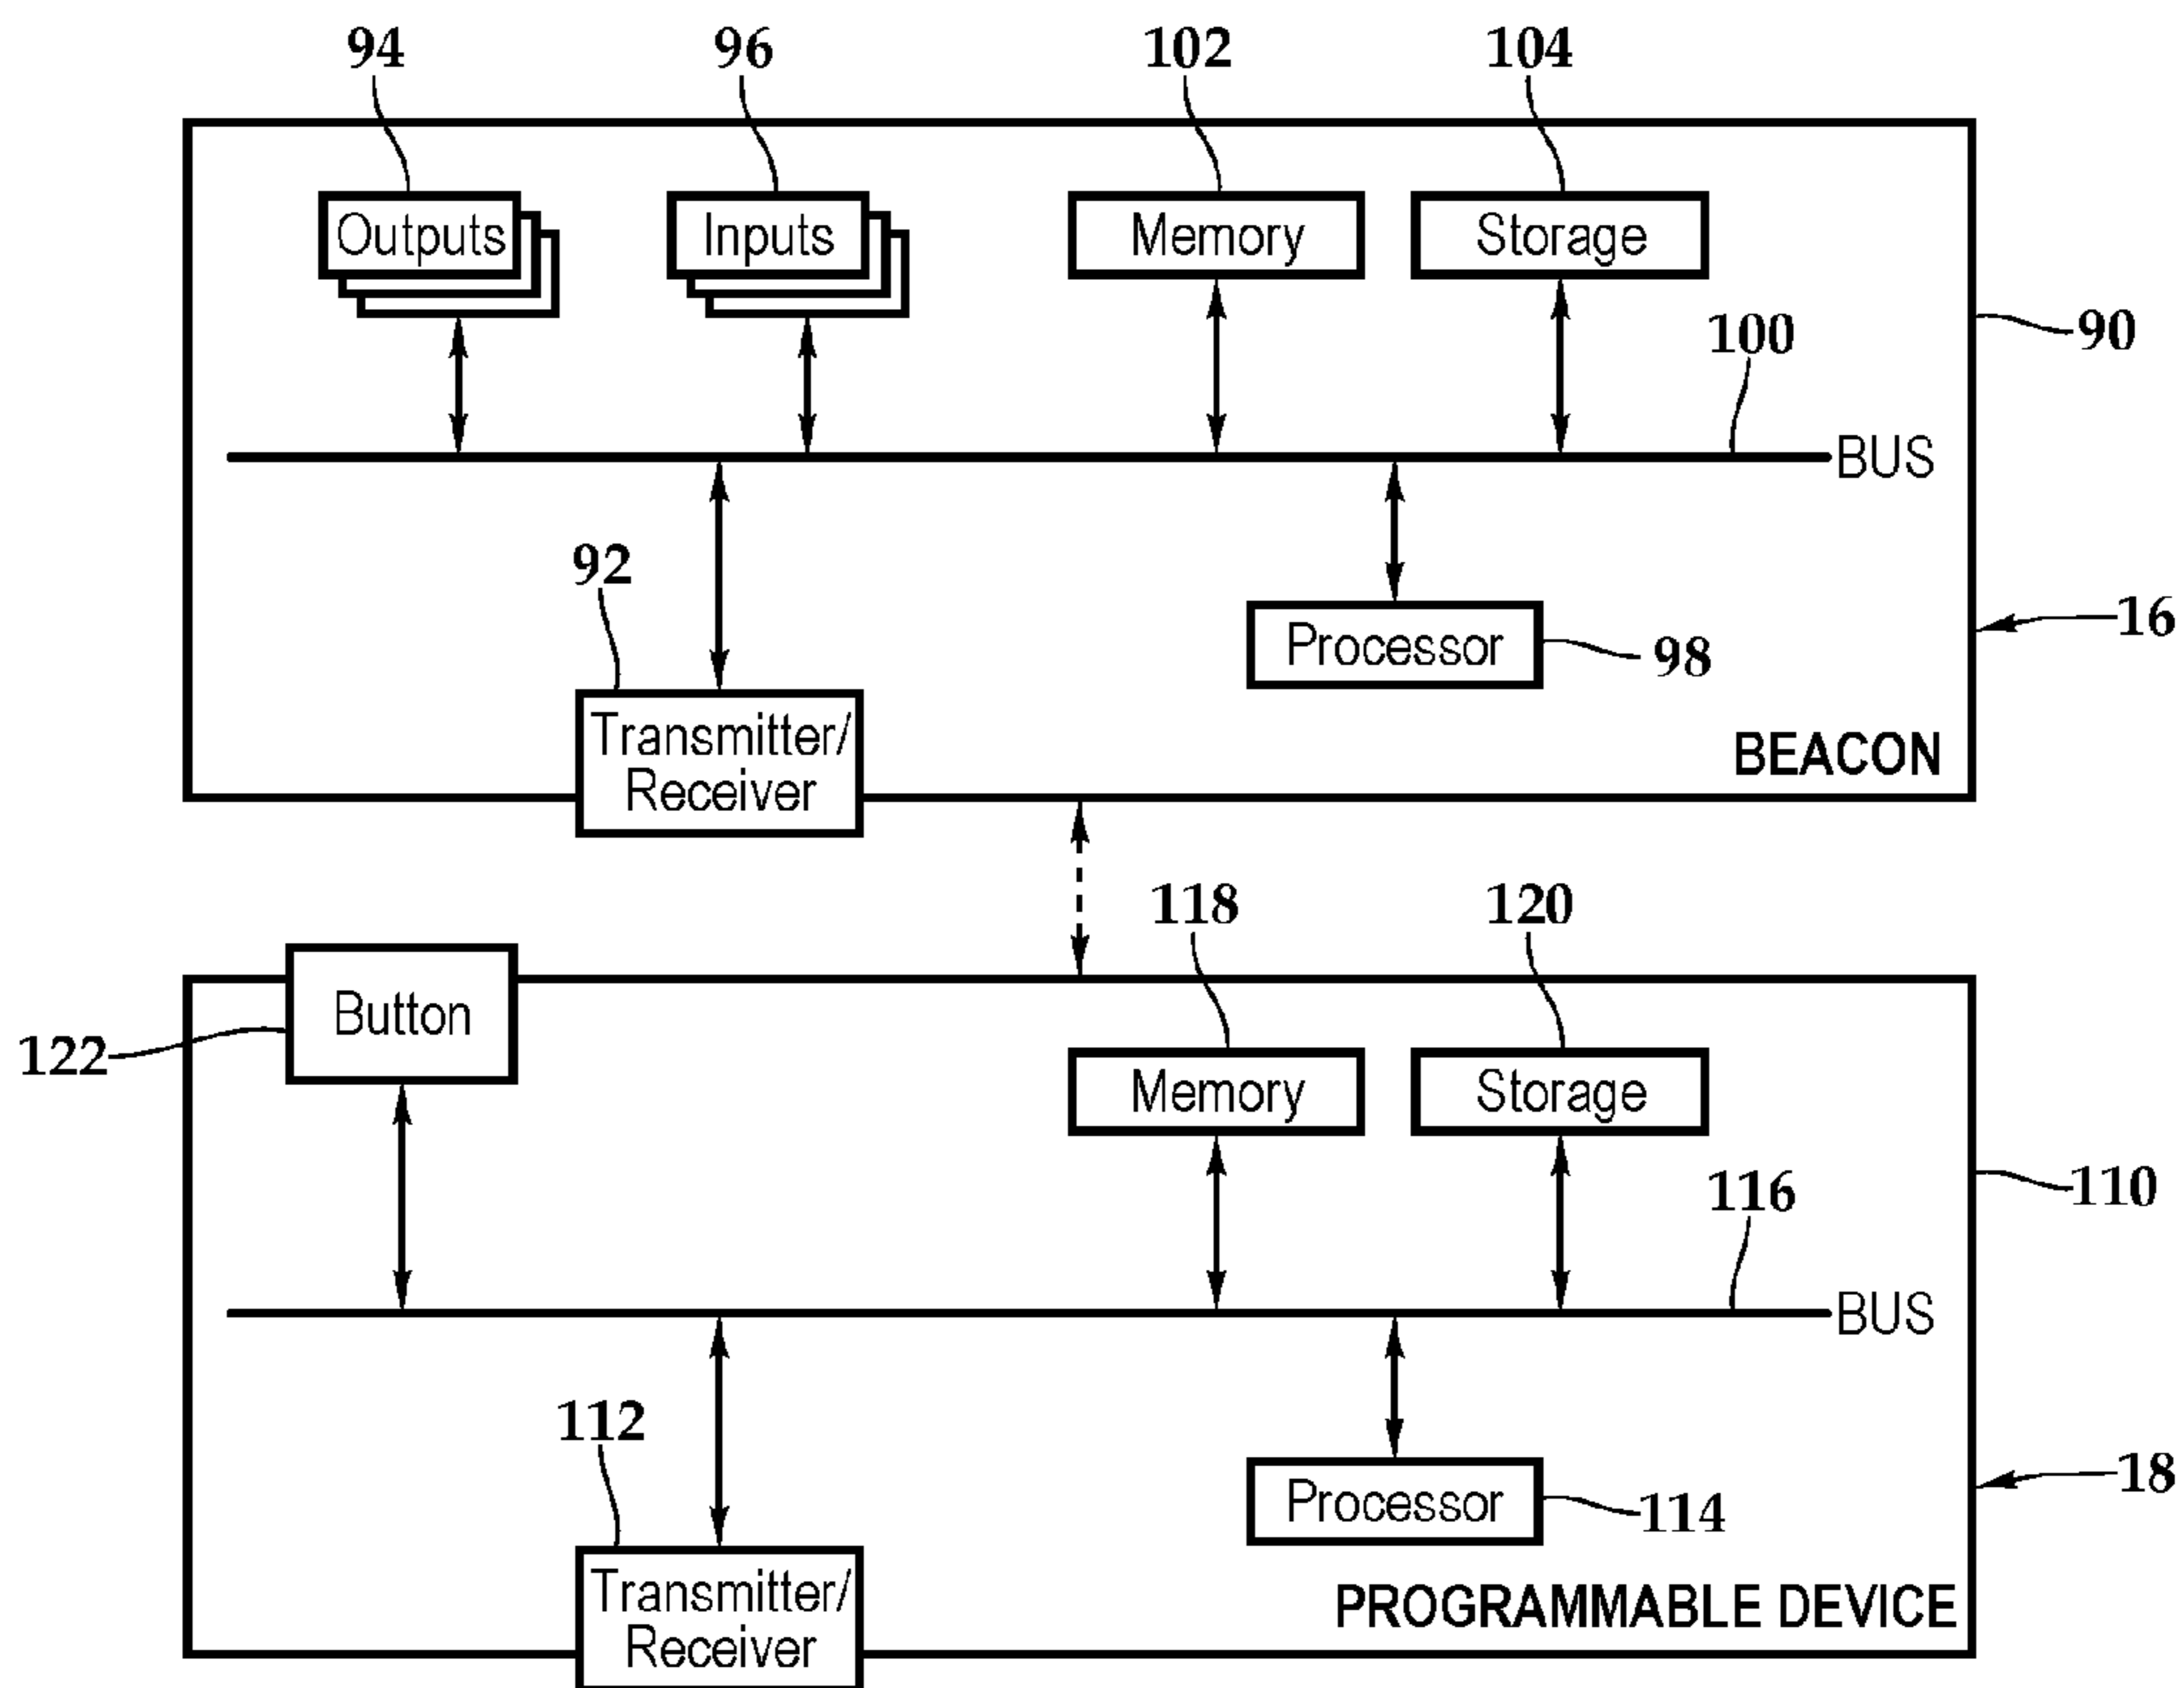 94
96
102
104
Outputs
Inputs
Memory
Storage
100
90
BUS
92
16
Processor
98
Transmitter/
Receiver
BEACON
118
120
Button
122
Memory
Storage
116
110
BUS
112
18
Processor
114
Transmitter/
Receiver
PROGRAMMABLE DEVICE